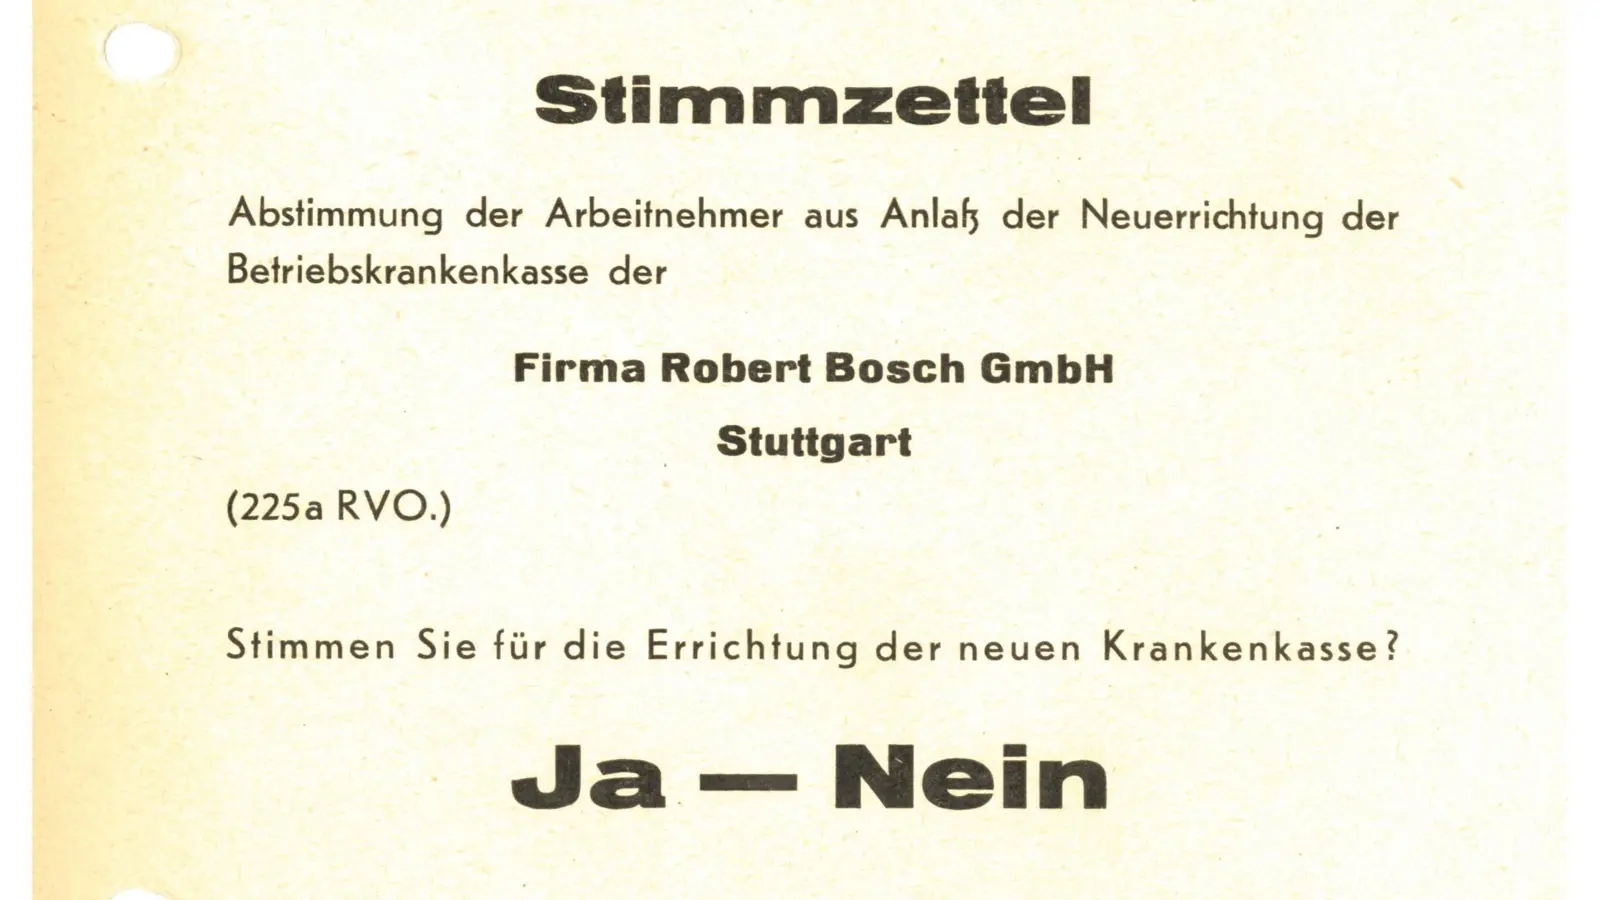 Stimmzettel
Abstimmung der Arbeitnehmer aus Anlaß der Neuerrichtung der
Betriebskrankenkasse der
Firma Robert Bosch GmbH
Stuttgart
(225a RVO.)
Stimmen Sie für die Errichtung der neuen Krankenkasse?
Ja — Nein